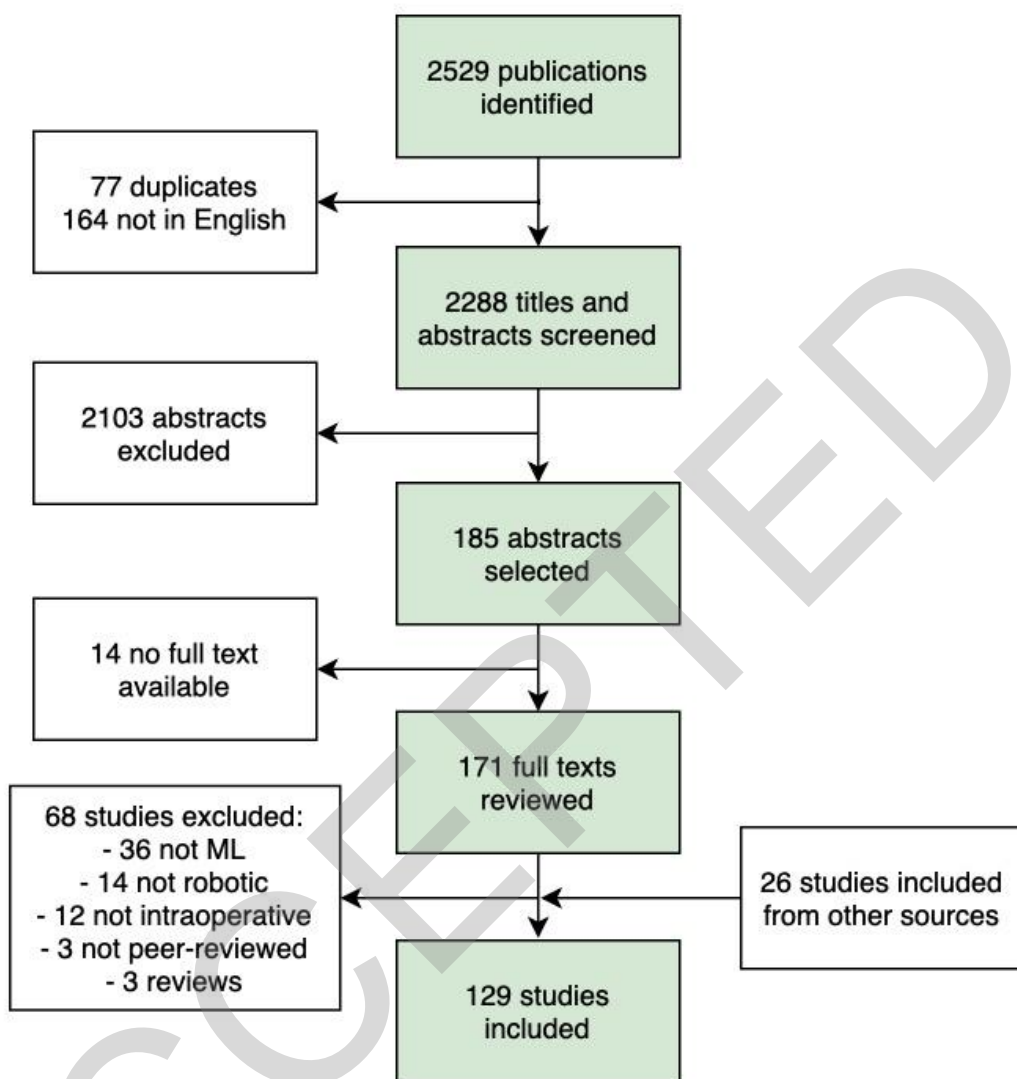 2529 publications
identified
77 duplicates
164 not in English
2288 titles and
abstracts screened
2103 abstracts
excluded
185 abstracts
selected
14 no full text
available
171 full texts
reviewed
68 studies excluded:
- 36 not ML
- 14 not robotic
- 12 not intraoperative
- 3 not peer-reviewed
- 3 reviews
26 studies included
from other sources
129 studies
included
CCEPTED